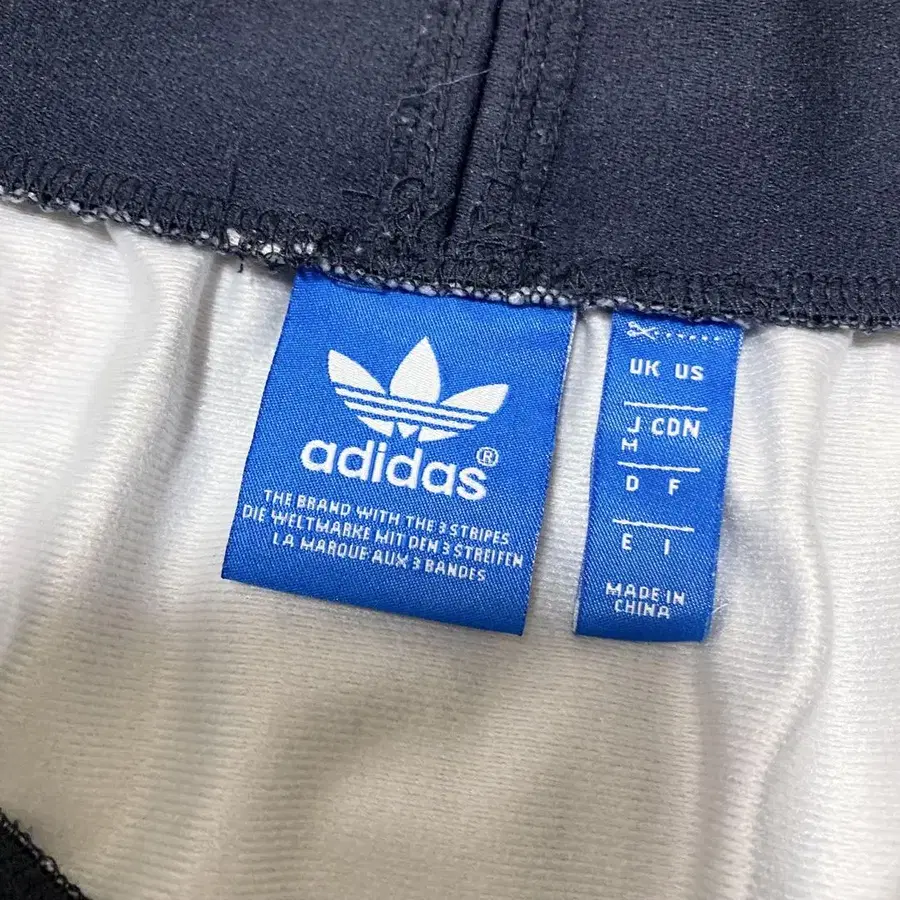 adidas®
THE BRAND WITH THE 3 STRIPES
DIE WELTMARKE MIT DEN 3 STREIFEN
LA MARQUE AUX 3 BANDES
UK US
J CDN
M
D F
E I
MADE IN
CHINA